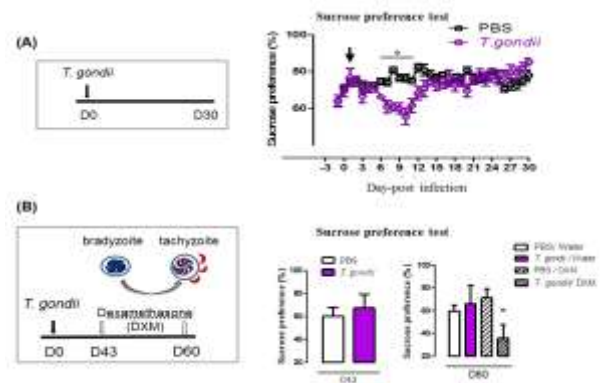 (A)
T. gondii
D0 D30
Sucrose preference test
PBS
T.gondii
*
Sucrose preference (%)
100
80
60
-3 0 3 6 9 12 15 18 21 24 27 30
Day-post infection
(B)
bradyzoite tachyzoite
T. gondii
Dexamethasone
(DXM)
D0 D43 D60
Sucrose preference test
PBS
T. gondii
Sucrose preference (%)
100
80
60
40
20
D43
PBS/ Water
T. gondii / Water
PBS / DXM
T. gondii/ DXM
Sucrose preference (%)
100
80
60
40
20
*
D60